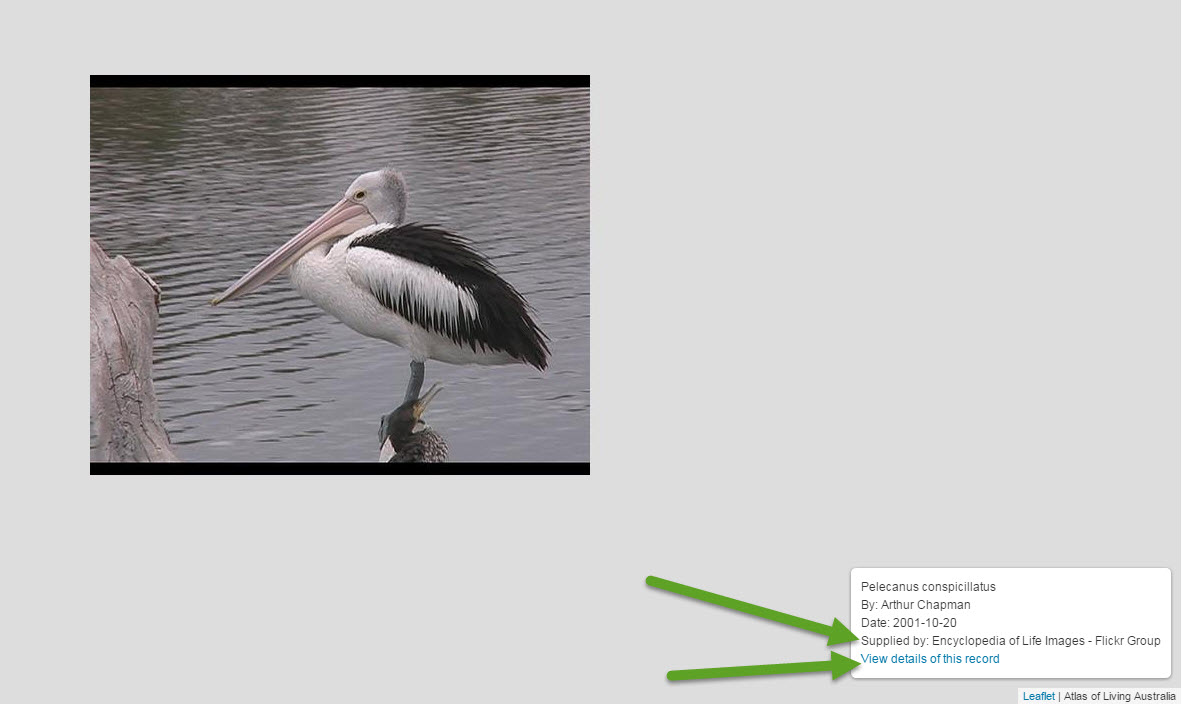 Pelecanus conspicillatus
By: Arthur Chapman
Date: 2001-10-20
Supplied by: Encyclopedia of Life Images - Flickr Group
View details of this record
Leaflet | Atlas of Living Australia